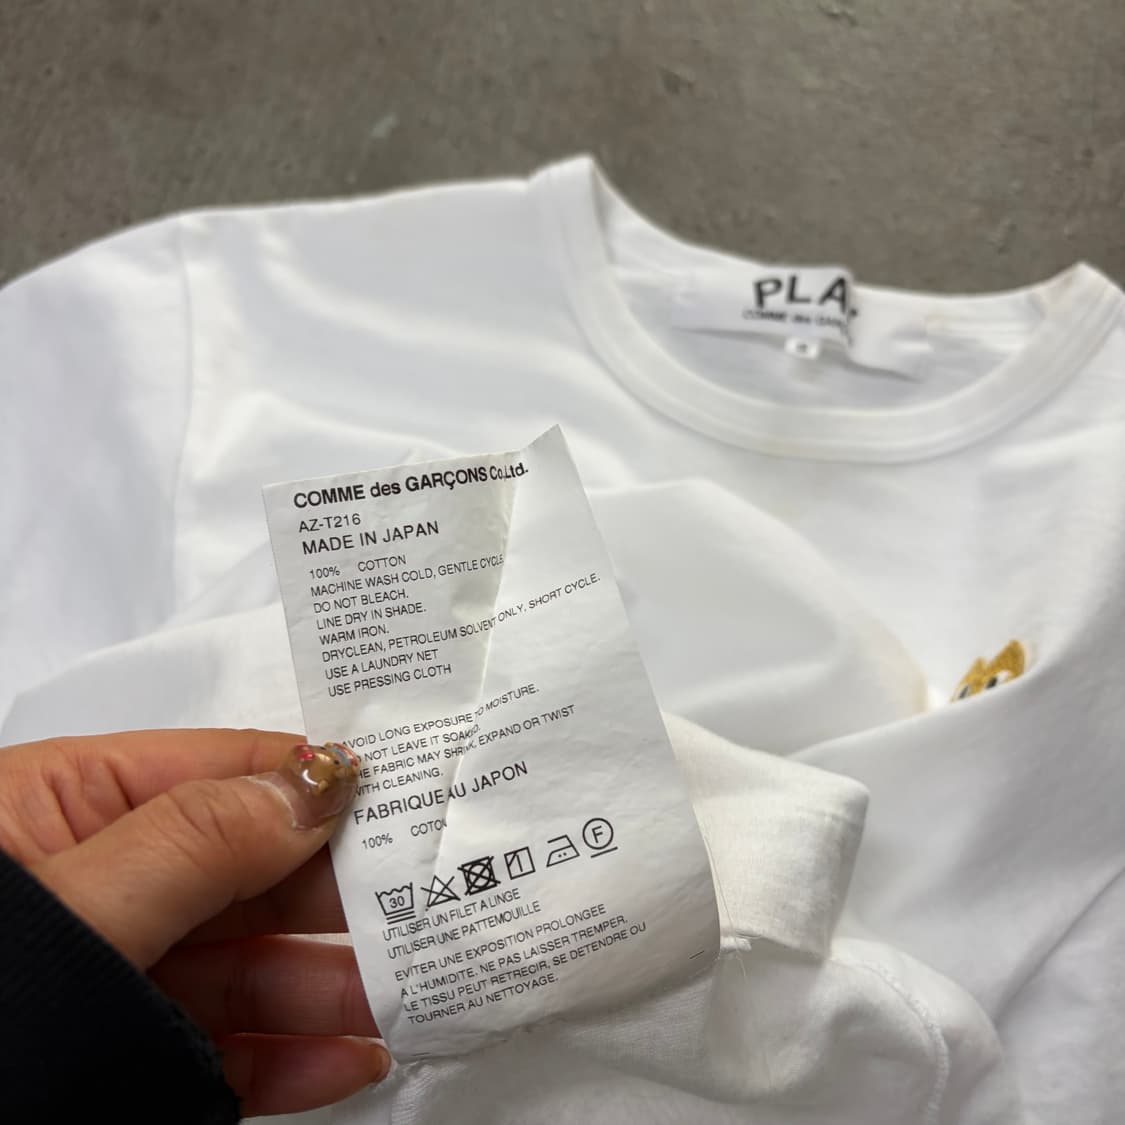 PLA
COMME des
COMME des GARÇONS Co,Ltd.
AZ-T216
MADE IN JAPAN
100% COTTON
MACHINE WASH COLD, GENTLE CYCLE
DO NOT BLEACH.
LINE DRY IN SHADE.
WARM IRON.
DRYCLEAN, PETROLEUM SOLVENT ONLY, SHORT CYCLE.
USE A LAUNDRY NET
USE PRESSING CLOTH
VOID LONG EXPOSURE TO MOISTURE.
NOT LEAVE IT SOAK
HE FABRIC MAY SHRINK, EXPAND OR TWIST
WITH CLEANING.
FABRIQUE AU JAPON
100% COTON
30 F
UTILISER UN FILET A LINGE
UTILISER UNE PATTEMOUILLE
EVITER UNE EXPOSITION PROLONGEE
A L'HUMIDITE. NE PAS LAISSER TREMPER.
LE TISSU PEUT RETRECIR, SE DETENDRE OU
TOURNER AU NETTOYAGE.